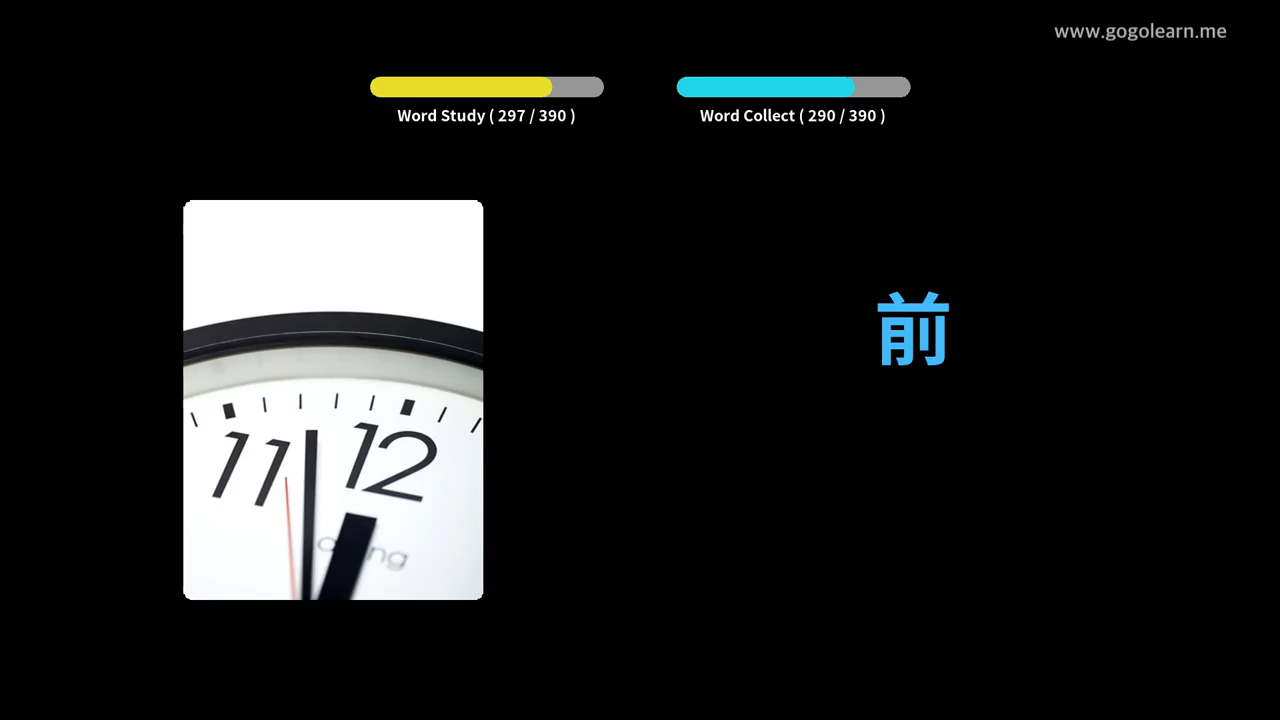 www.gogolearn.me
Word Study ( 297 / 390 )
Word Collect ( 290 / 390 )
前
11
12